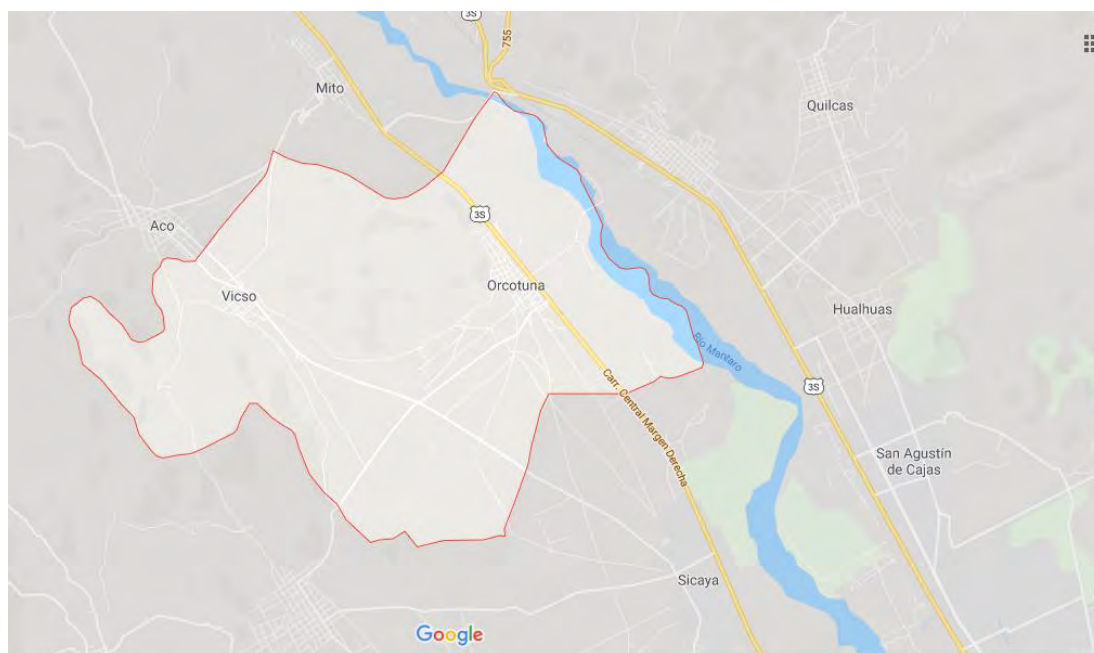 3S
755
Mito
Quilcas
3S
Aco
Orcotuna
Vicso
Hualhuas
Río Mantaro
3S
Carr. Central Margen Derecha
San Agustín
de Cajas
Sicaya
Google